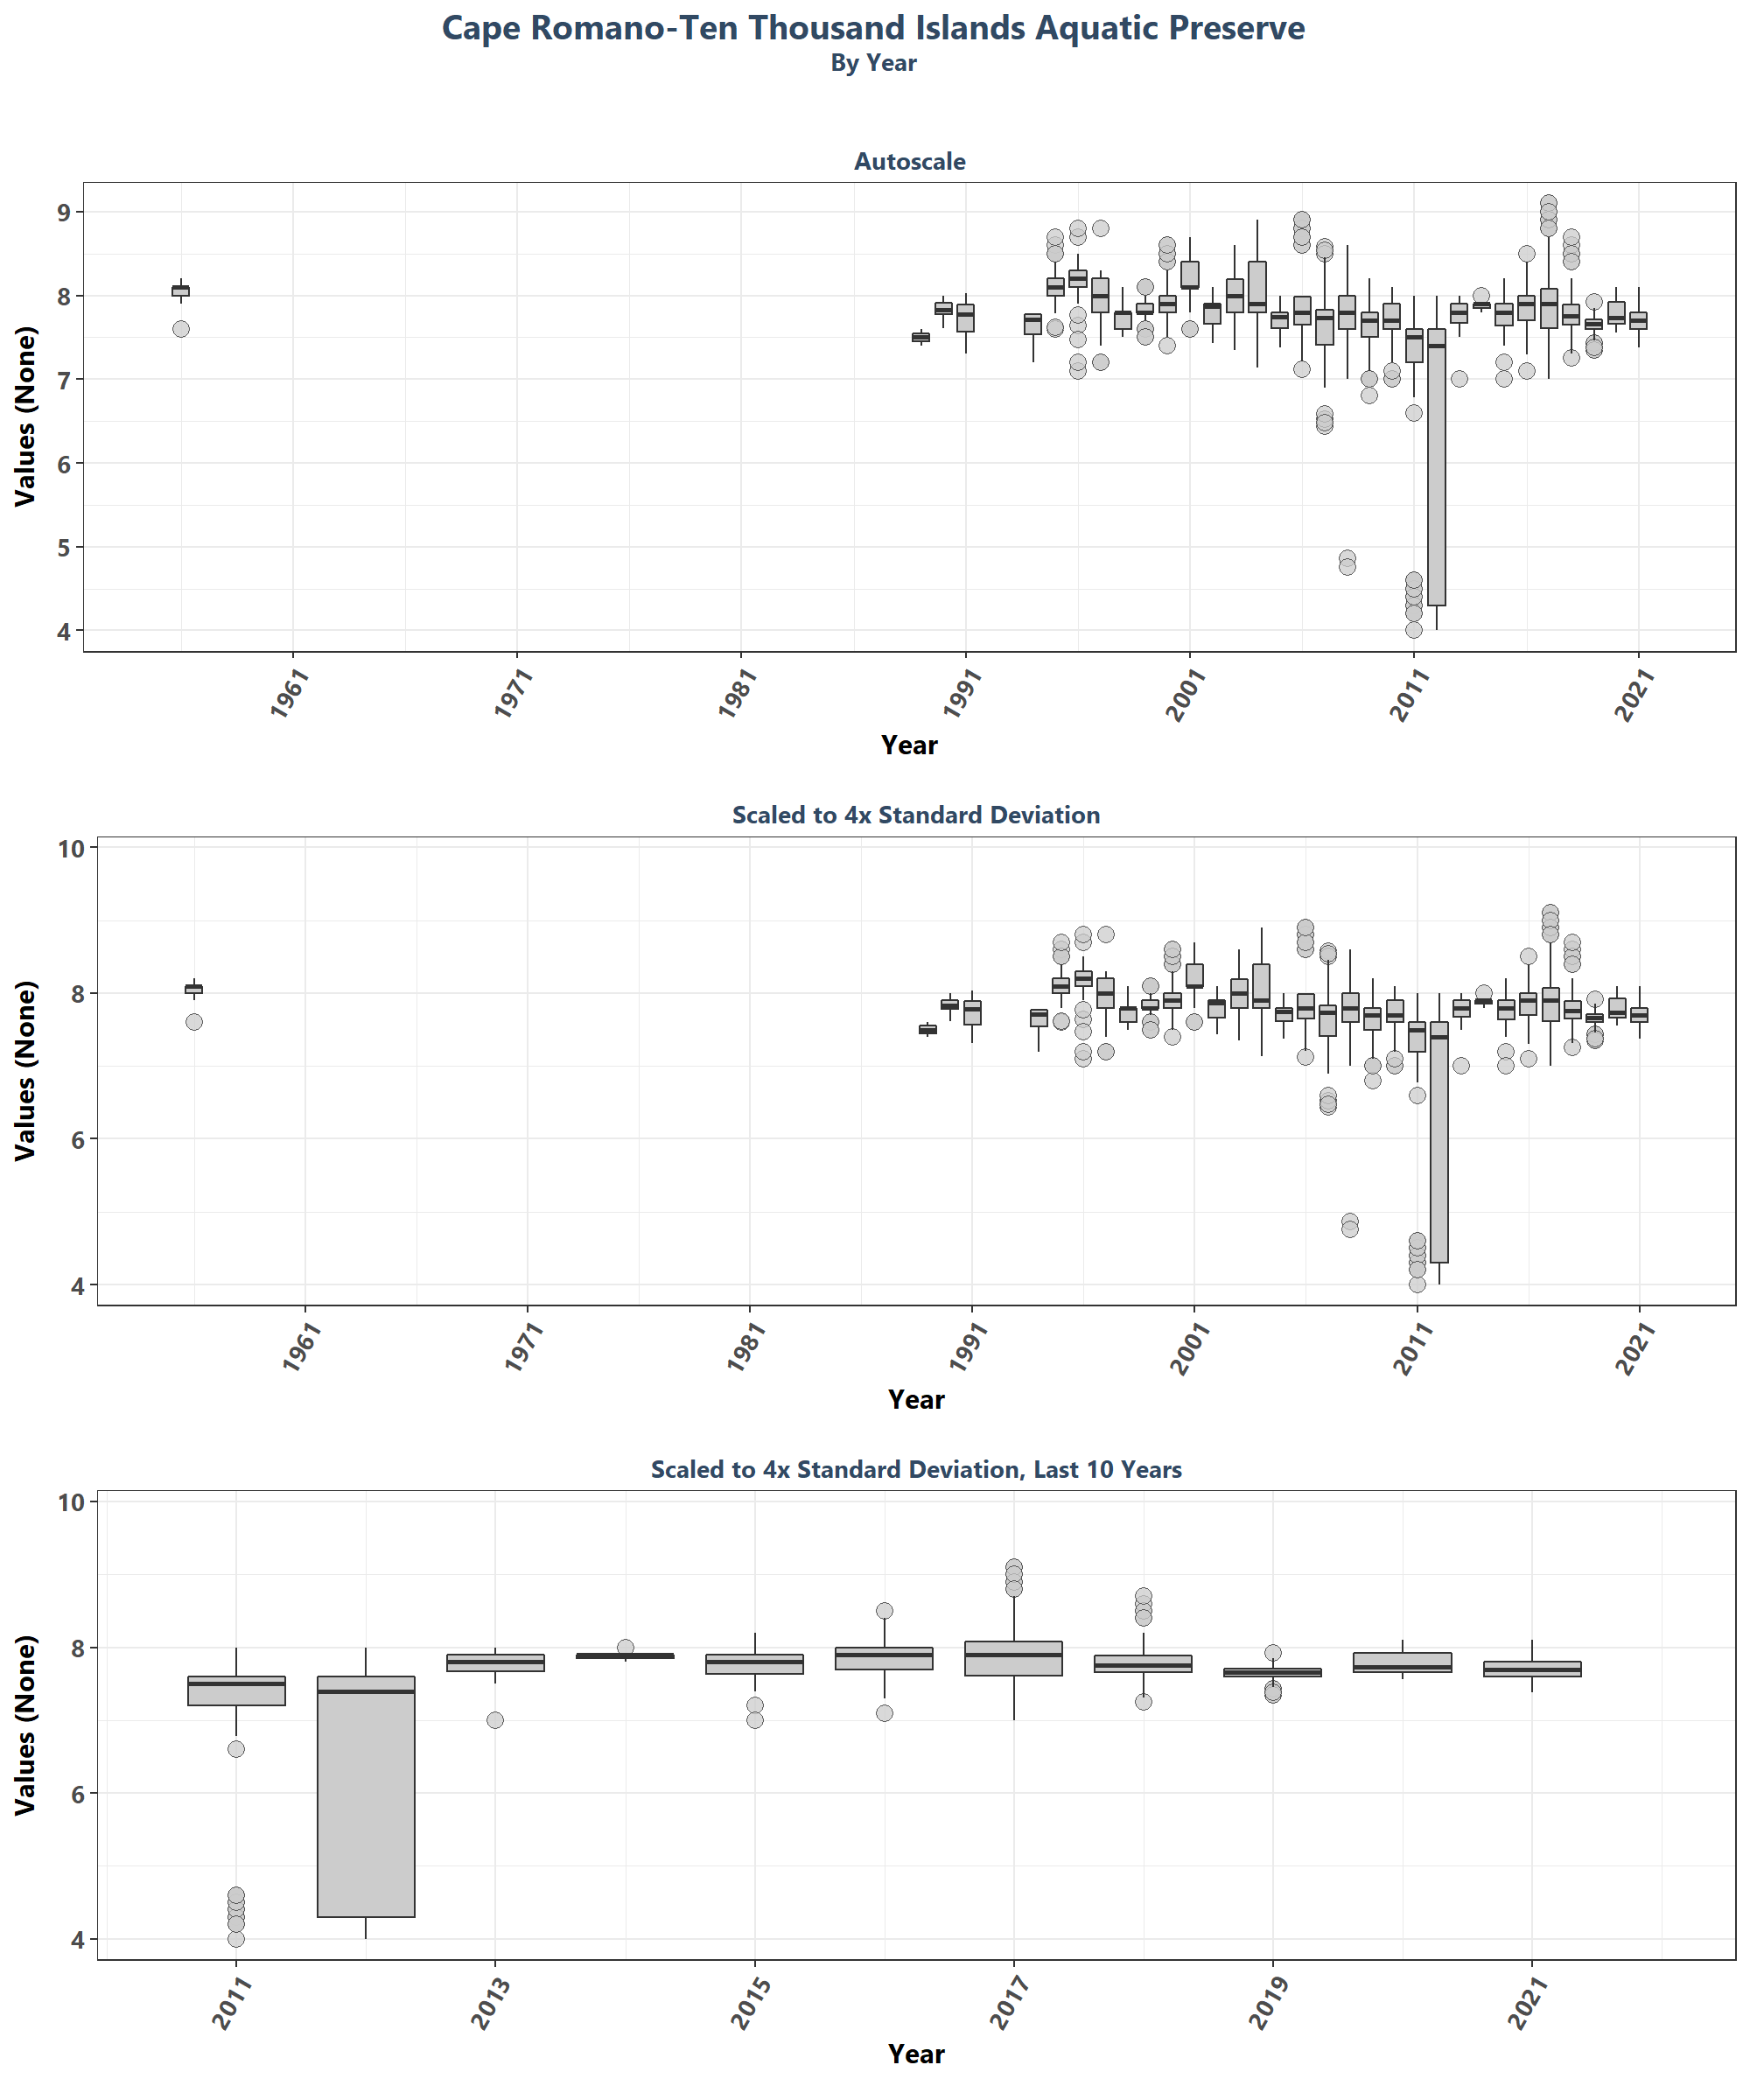 Cape Romano-Ten Thousand Islands Aquatic Preserve
By Year
Autoscale
Values (None)
9
8
7
6
5
4
1961 1971 1981 1991 2001 2011 2021
Year
Scaled to 4x Standard Deviation
Values (None)
10
8
6
4
1961 1971 1981 1991 2001 2011 2021
Year
Scaled to 4x Standard Deviation, Last 10 Years
Values (None)
10
8
6
4
2011 2013 2015 2017 2019 2021
Year